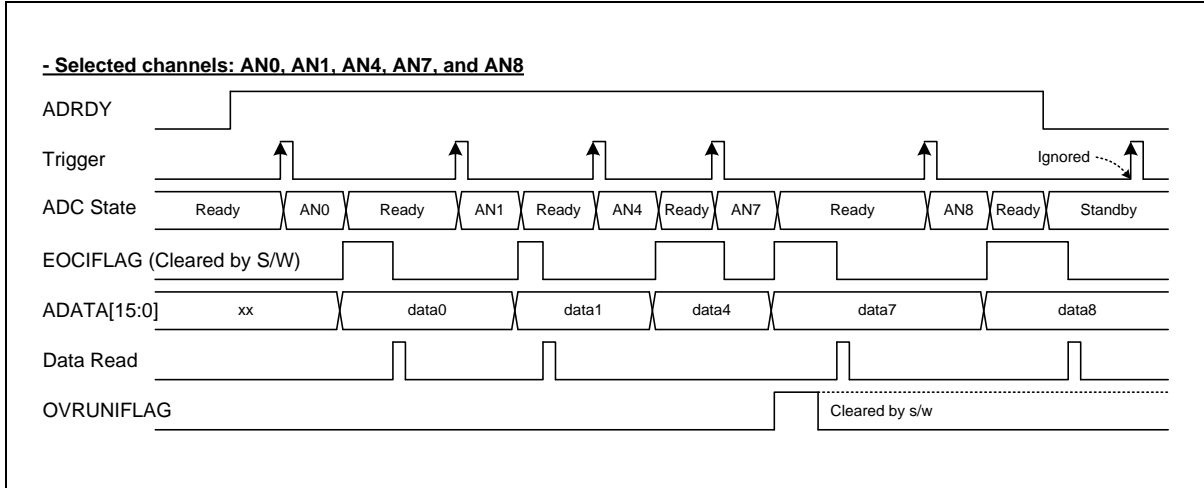 - Selected channels: AN0, AN1, AN4, AN7, and AN8
ADRDY
Trigger
Ignored
ADC State
Ready AN0 Ready AN1 Ready AN4 Ready AN7 Ready AN8 Ready Standby
EOCIFLAG (Cleared by S/W)
ADATA[15:0]
xx data0 data1 data4 data7 data8
Data Read
OVRUNIFLAG
Cleared by s/w